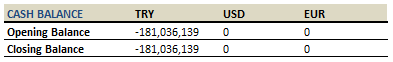 CASH BALANCE TRY USD EUR
Opening Balance -181,036,139 0 0
Closing Balance -181,036,139 0 0